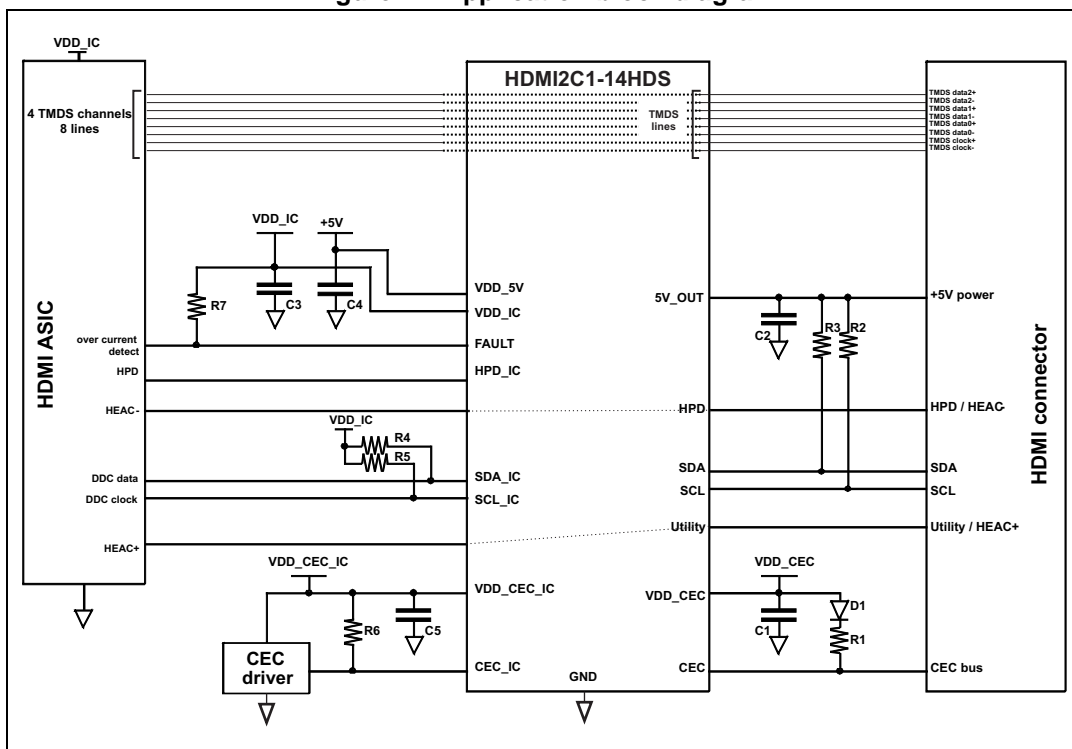 VDD_IC
HDMI2C1-14HDS
4 TMDS channels
8 lines
TMDS
lines
TMDS data2+
TMDS data2-
TMDS data1+
TMDS data1-
TMDS data0+
TMDS data0-
TMDS clock+
TMDS clock-
HDMI ASIC
HDMI connector
VDD_IC
+5V
R7
C3
C4
VDD_5V
VDD_IC
5V_OUT
+5V power
C2
R3
R2
over current
detect
FAULT
HPD
HPD_IC
HEAC-
HPD
HPD / HEAC-
VDD_IC
R4
R5
DDC data
SDA_IC
SDA
SDA
DDC clock
SCL_IC
SCL
SCL
HEAC+
Utility
Utility / HEAC+
VDD_CEC_IC
VDD_CEC
VDD_CEC_IC
VDD_CEC
R6
C5
C1
D1
R1
CEC
driver
CEC_IC
GND
CEC
CEC bus